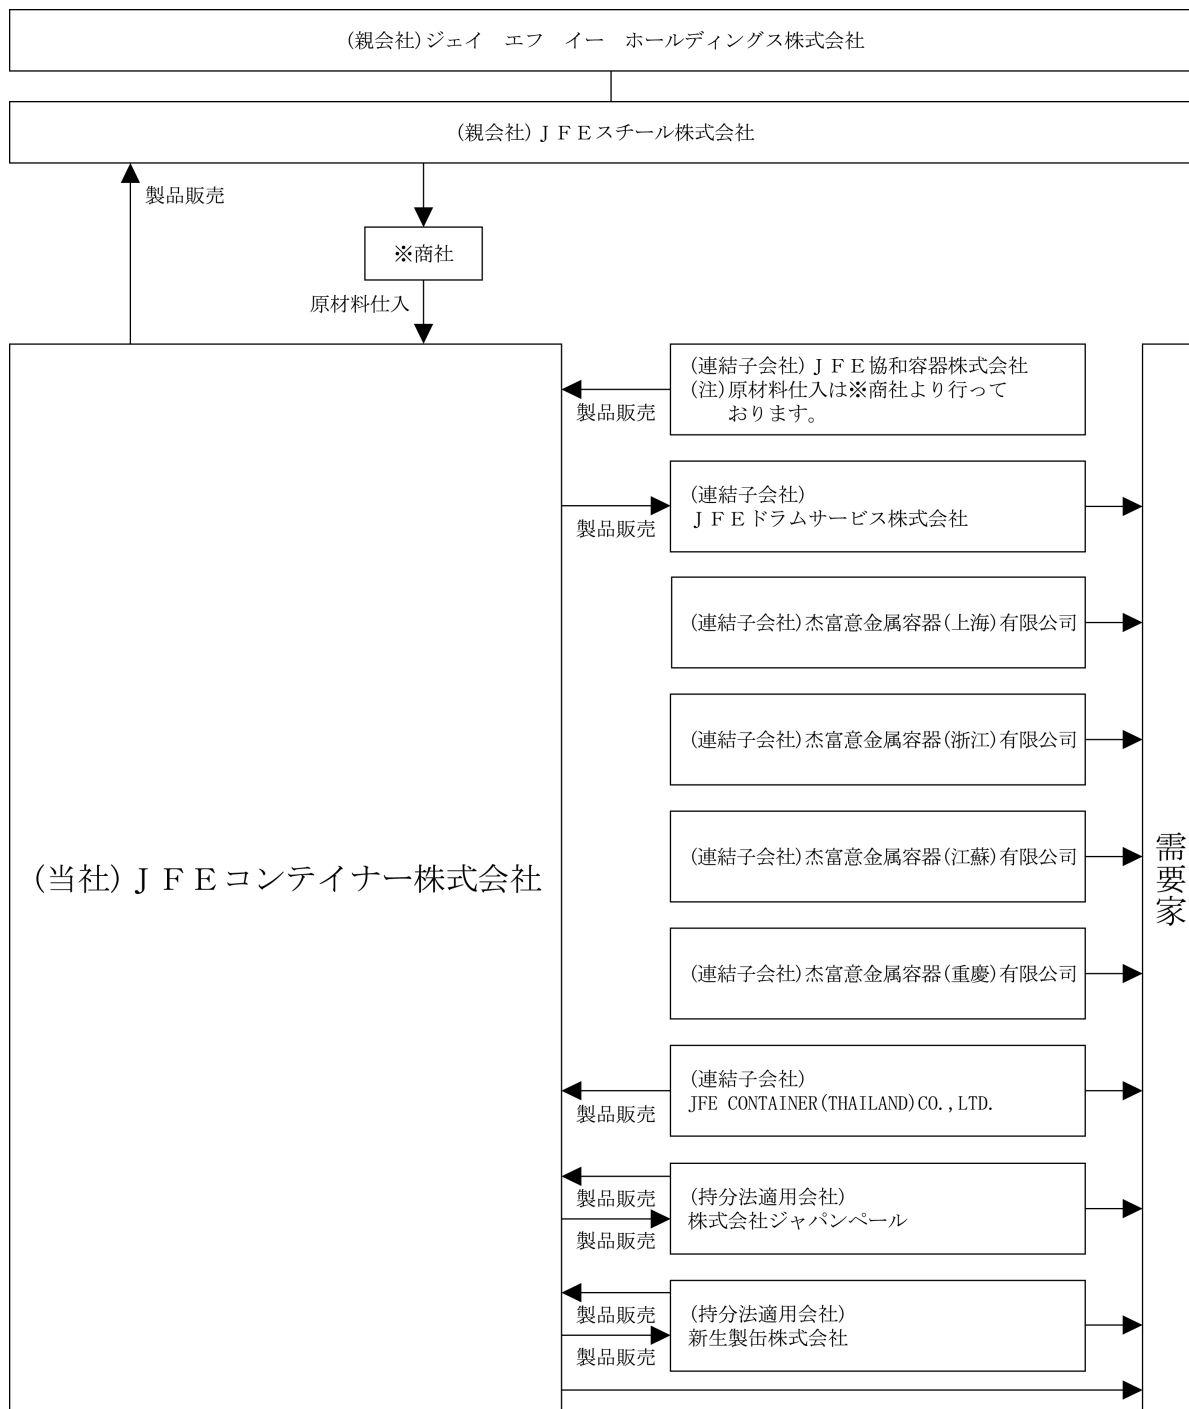 (親会社)ジェイ　エフ　イー　ホールディングス株式会社
(親会社)ＪＦＥスチール株式会社
製品販売
※商社
原材料仕入
(連結子会社)ＪＦＥ協和容器株式会社
(注)原材料仕入は※商社より行って
おります。
製品販売
(連結子会社)
ＪＦＥドラムサービス株式会社
製品販売
(連結子会社)杰富意金属容器(上海)有限公司
(連結子会社)杰富意金属容器(浙江)有限公司
(連結子会社)杰富意金属容器(江蘇)有限公司
(当社)ＪＦＥコンテイナー株式会社
需要家
(連結子会社)杰富意金属容器(重慶)有限公司
(連結子会社)
JFE CONTAINER(THAILAND)CO.,LTD.
製品販売
(持分法適用会社)
株式会社ジャパンペール
製品販売
製品販売
(持分法適用会社)
新生製缶株式会社
製品販売
製品販売